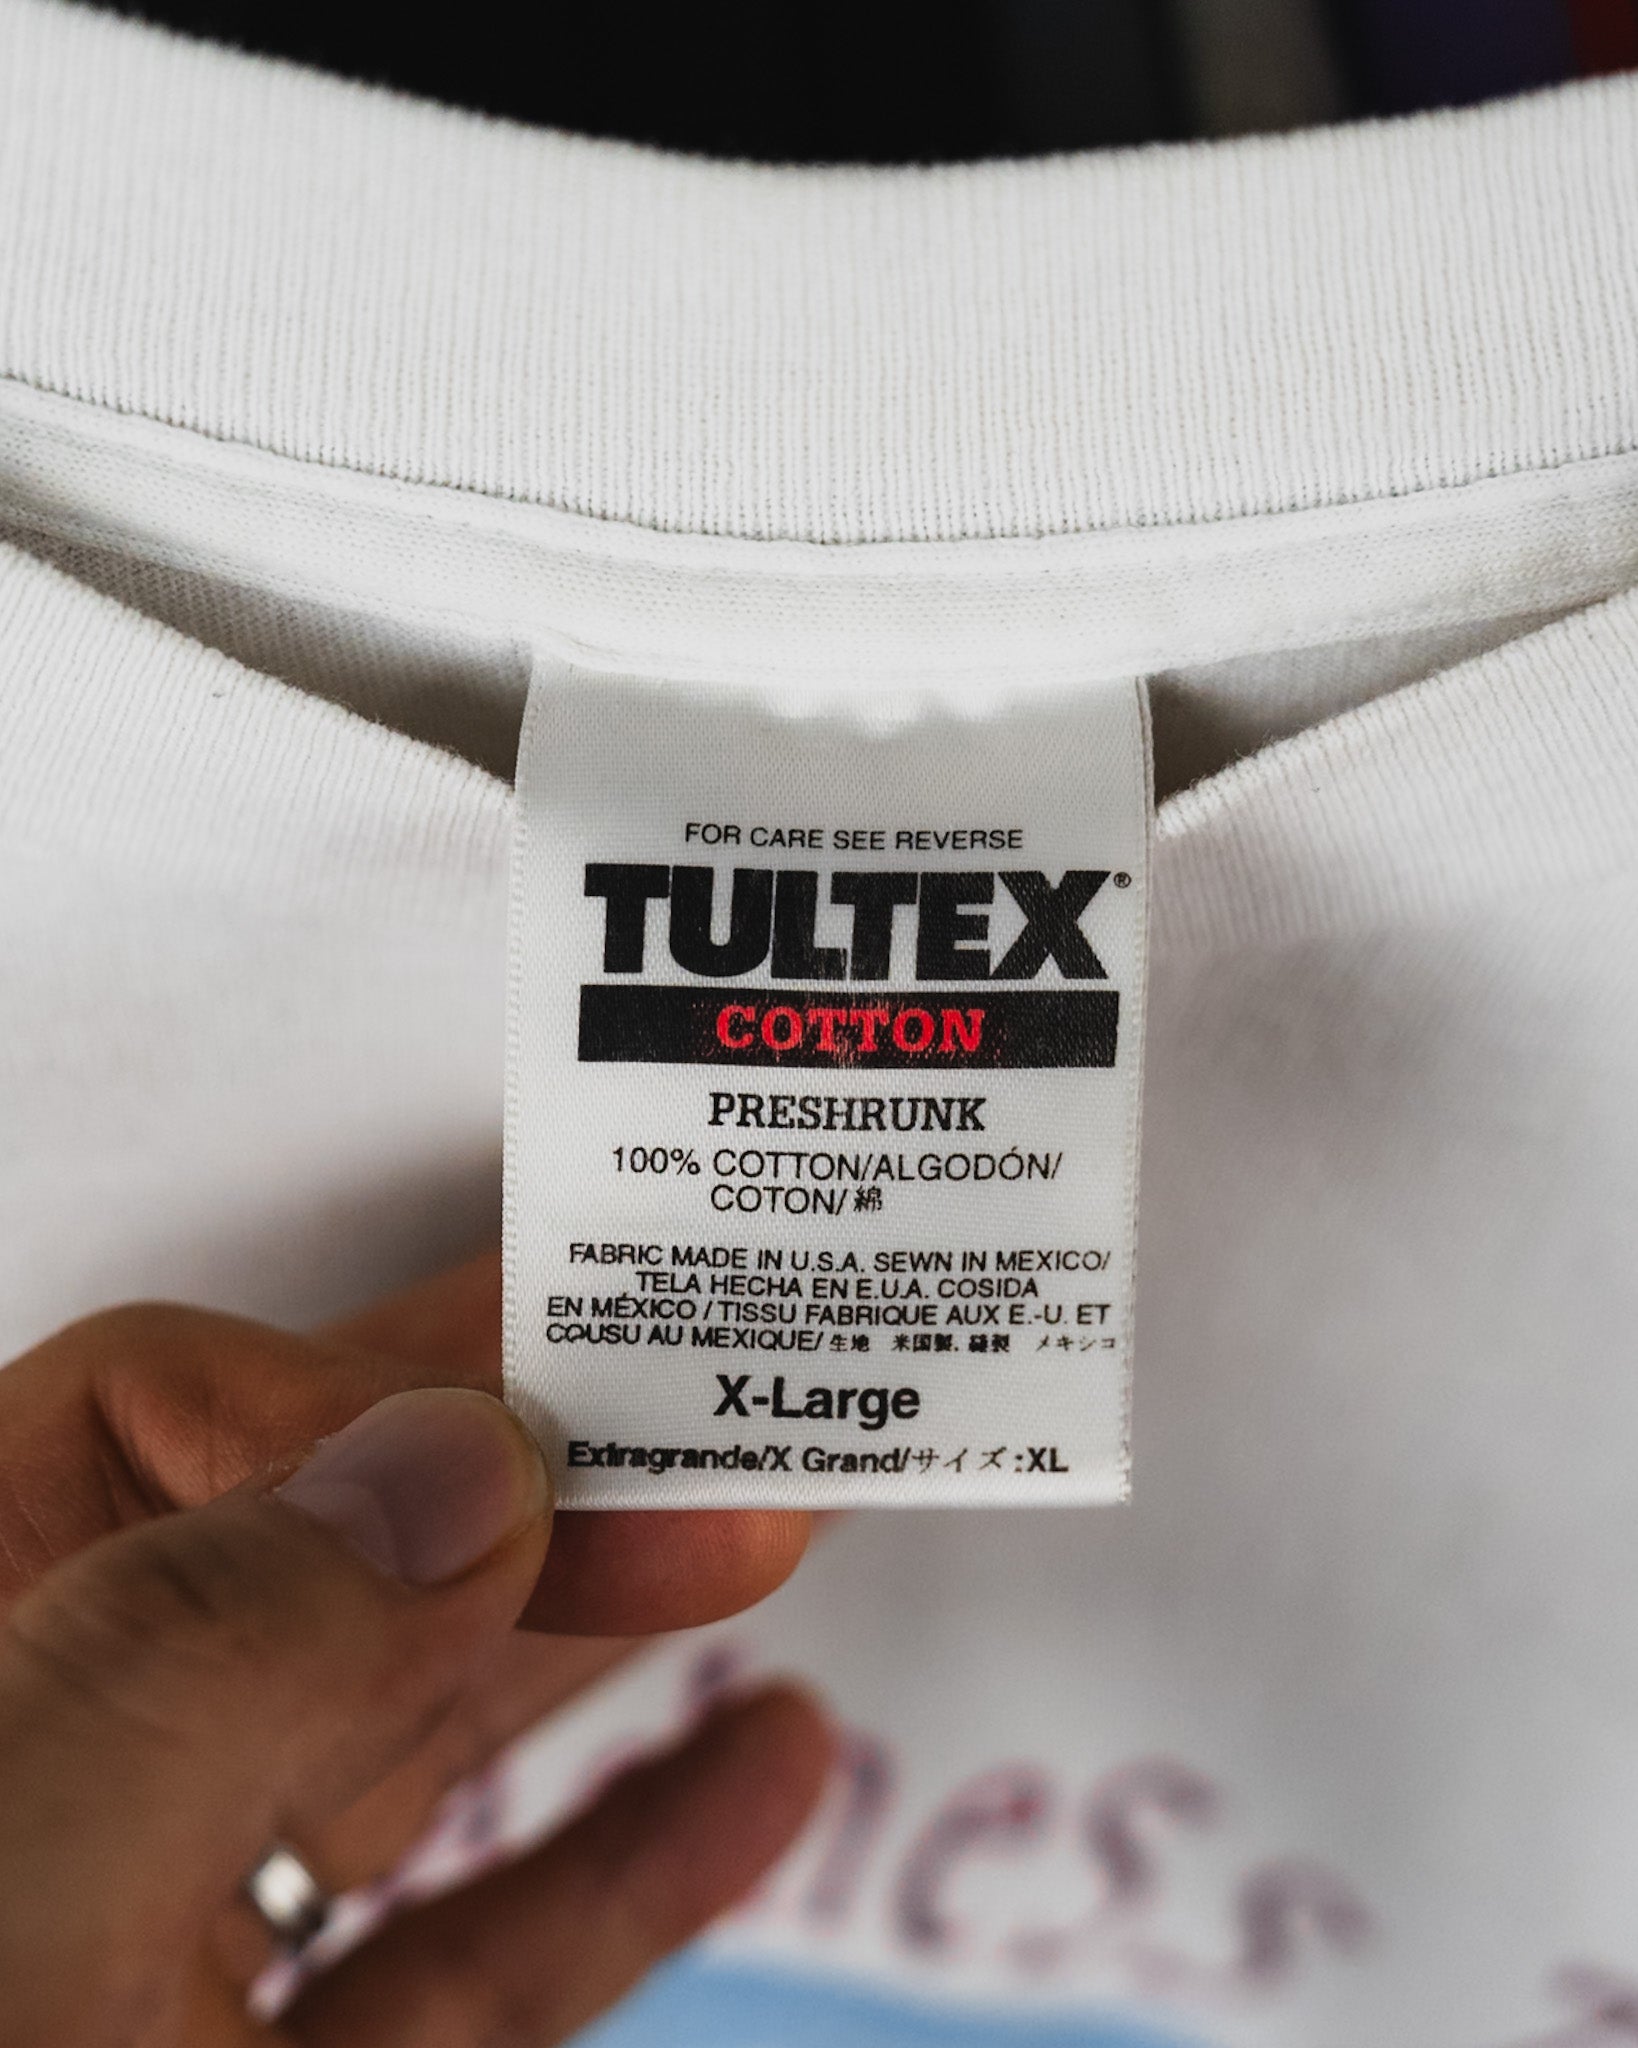 FOR CARE SEE REVERSE
TULTEX®
COTTON
PRESHRUNK
100% COTTON/ALGODÓN/
COTON/綿
FABRIC MADE IN U.S.A. SEWN IN MEXICO/
TELA HECHA EN E.U.A. COSIDA
EN MÉXICO / TISSU FABRIQUE AUX E.-U. ET
COUSU AU MEXIQUE/ 生地 米国製, 縫製 メキシコ
X-Large
Extragrande/X Grand/サイズ:XL